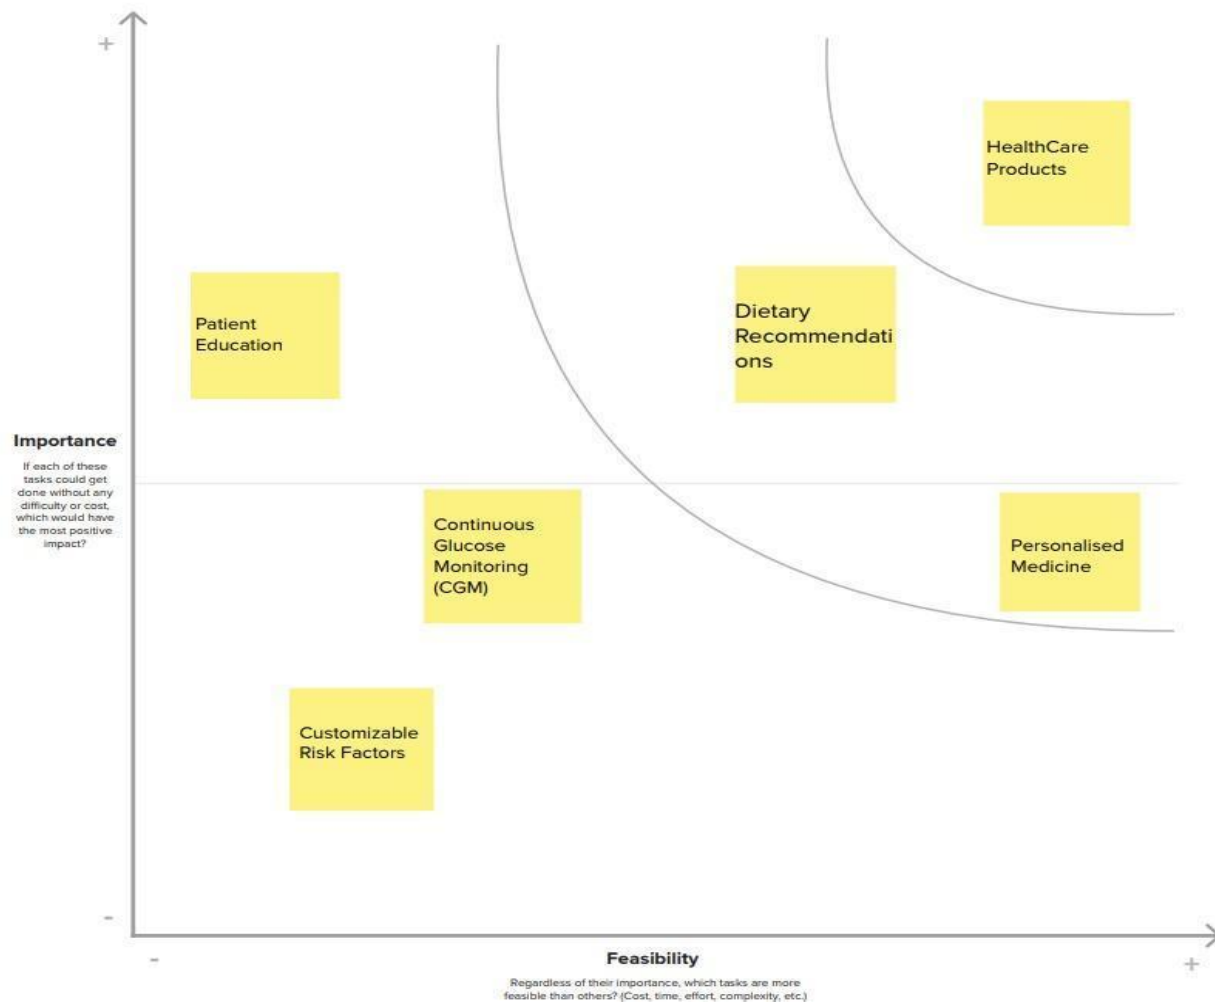 +
HealthCare
Products
Patient
Education
Dietary
Recommendati
ons
Importance
If each of these
tasks could get
done without any
difficulty or cost,
which would have
the most positive
impact?
Continuous
Glucose
Monitoring
(CGM)
Personalised
Medicine
Customizable
Risk Factors
-
-
Feasibility
+
Regardless of their importance, which tasks are more
feasible than others? (Cost, time, effort, complexity, etc.)